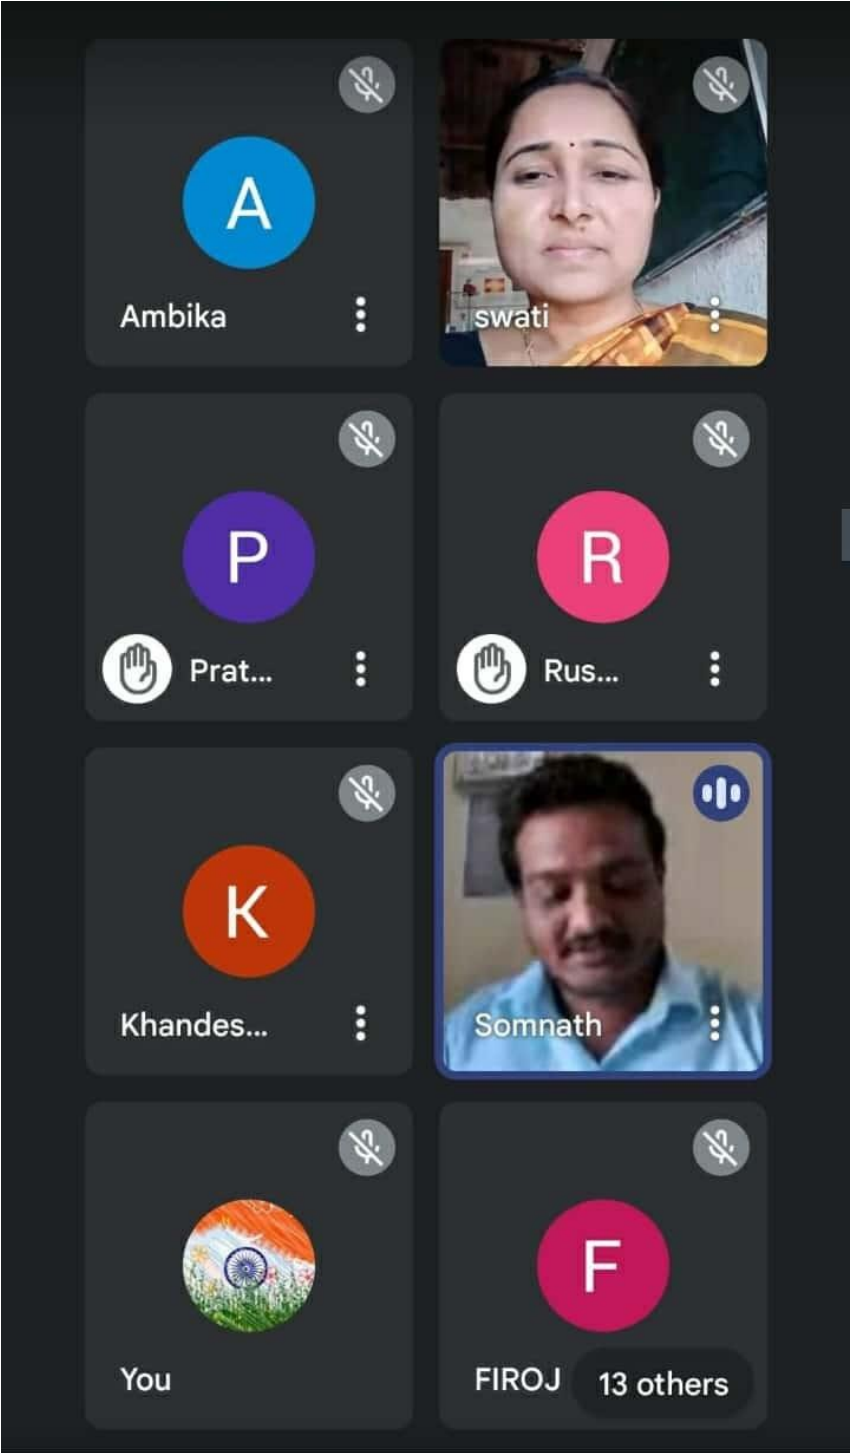 A
Ambika
swati
P
Prat...
R
Rus...
K
Khandes...
Somnath
You
F
FIROJ
13 others